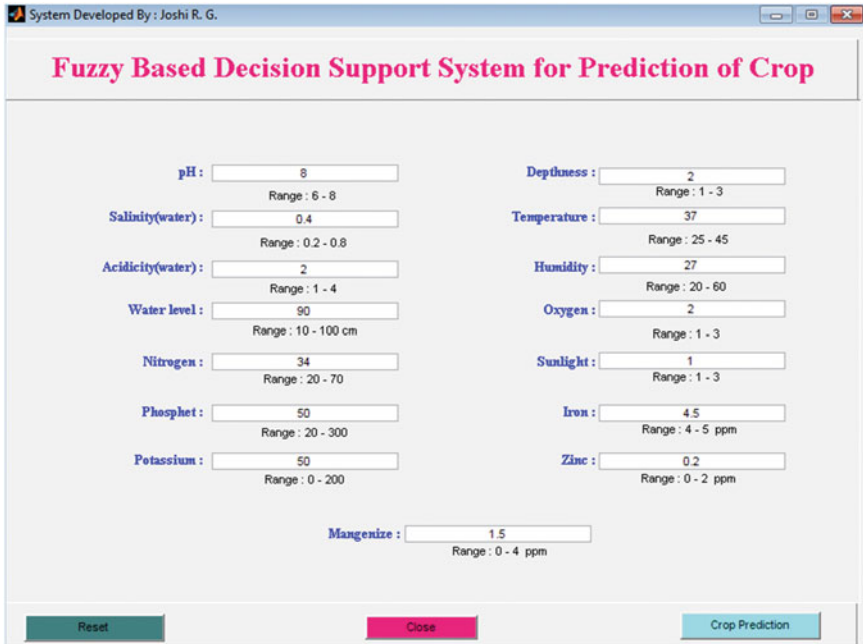 System Developed By : Joshi R. G.
Fuzzy Based Decision Support System for Prediction of Crop
pH : 8
Range : 6 - 8
Salinity(water) : 0.4
Range : 0.2 - 0.8
Acidicity(water) : 2
Range : 1 - 4
Water level : 90
Range : 10 - 100 cm
Nitrogen : 34
Range : 20 - 70
Phosphet : 50
Range : 20 - 300
Potassium : 50
Range : 0 - 200
Depthness : 2
Range : 1 - 3
Temperature : 37
Range : 25 - 45
Humidity : 27
Range : 20 - 60
Oxygen : 2
Range : 1 - 3
Sunlight : 1
Range : 1 - 3
Iron : 4.5
Range : 4 - 5 ppm
Zinc : 0.2
Range : 0 - 2 ppm
Mangenize : 1.5
Range : 0 - 4 ppm
Reset
Close
Crop Prediction